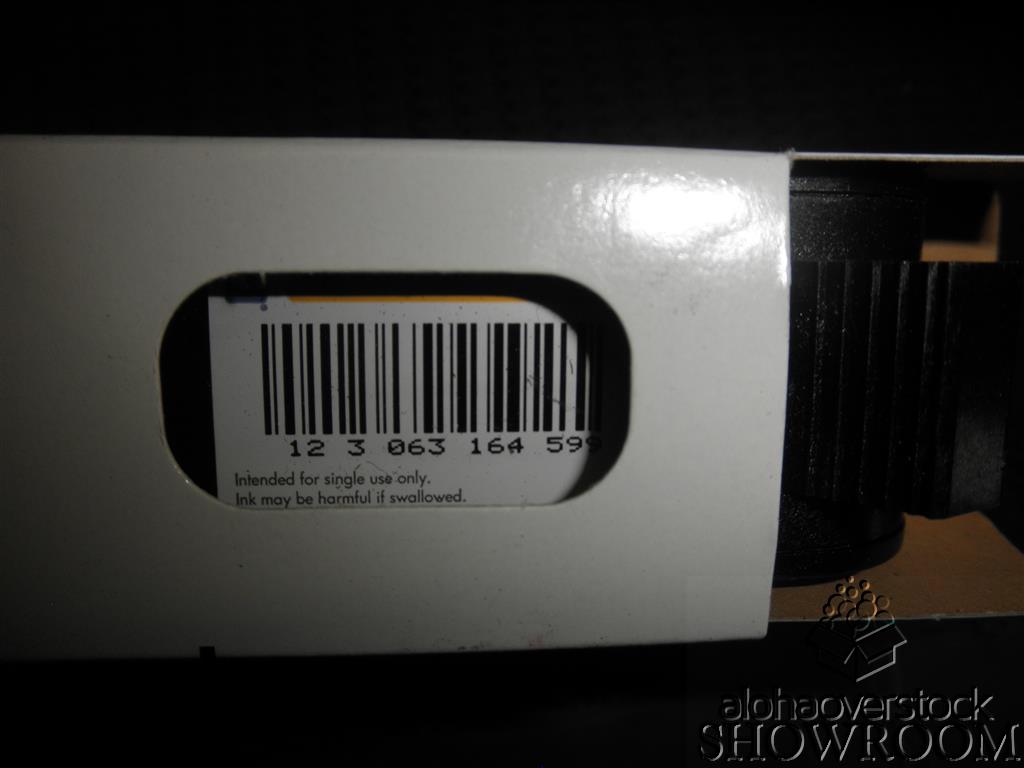 12 3 063 164 599
Intended for single use only.
Ink may be harmful if swallowed.
alohaoverstock
SHOWROOM